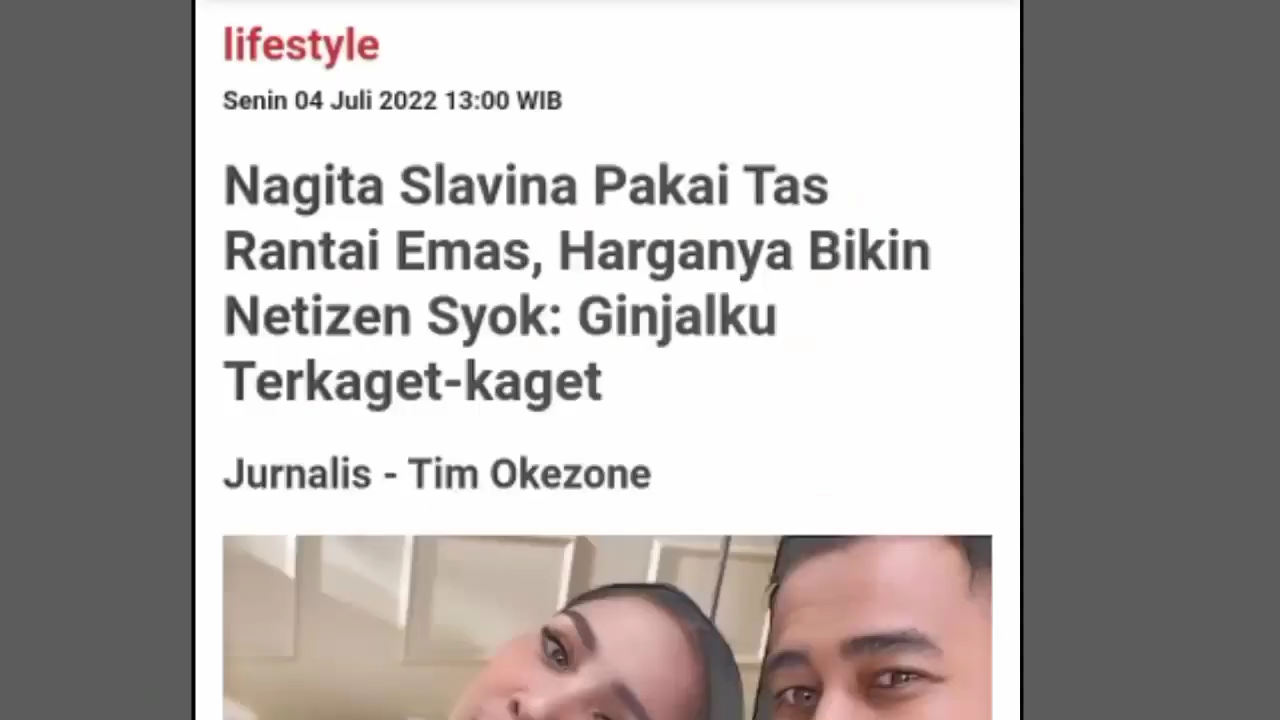 lifestyle
Senin 04 Juli 2022 13:00 WIB
Nagita Slavina Pakai Tas
Rantai Emas, Harganya Bikin
Netizen Syok: Ginjalku
Terkaget-kaget
Jurnalis - Tim Okezone